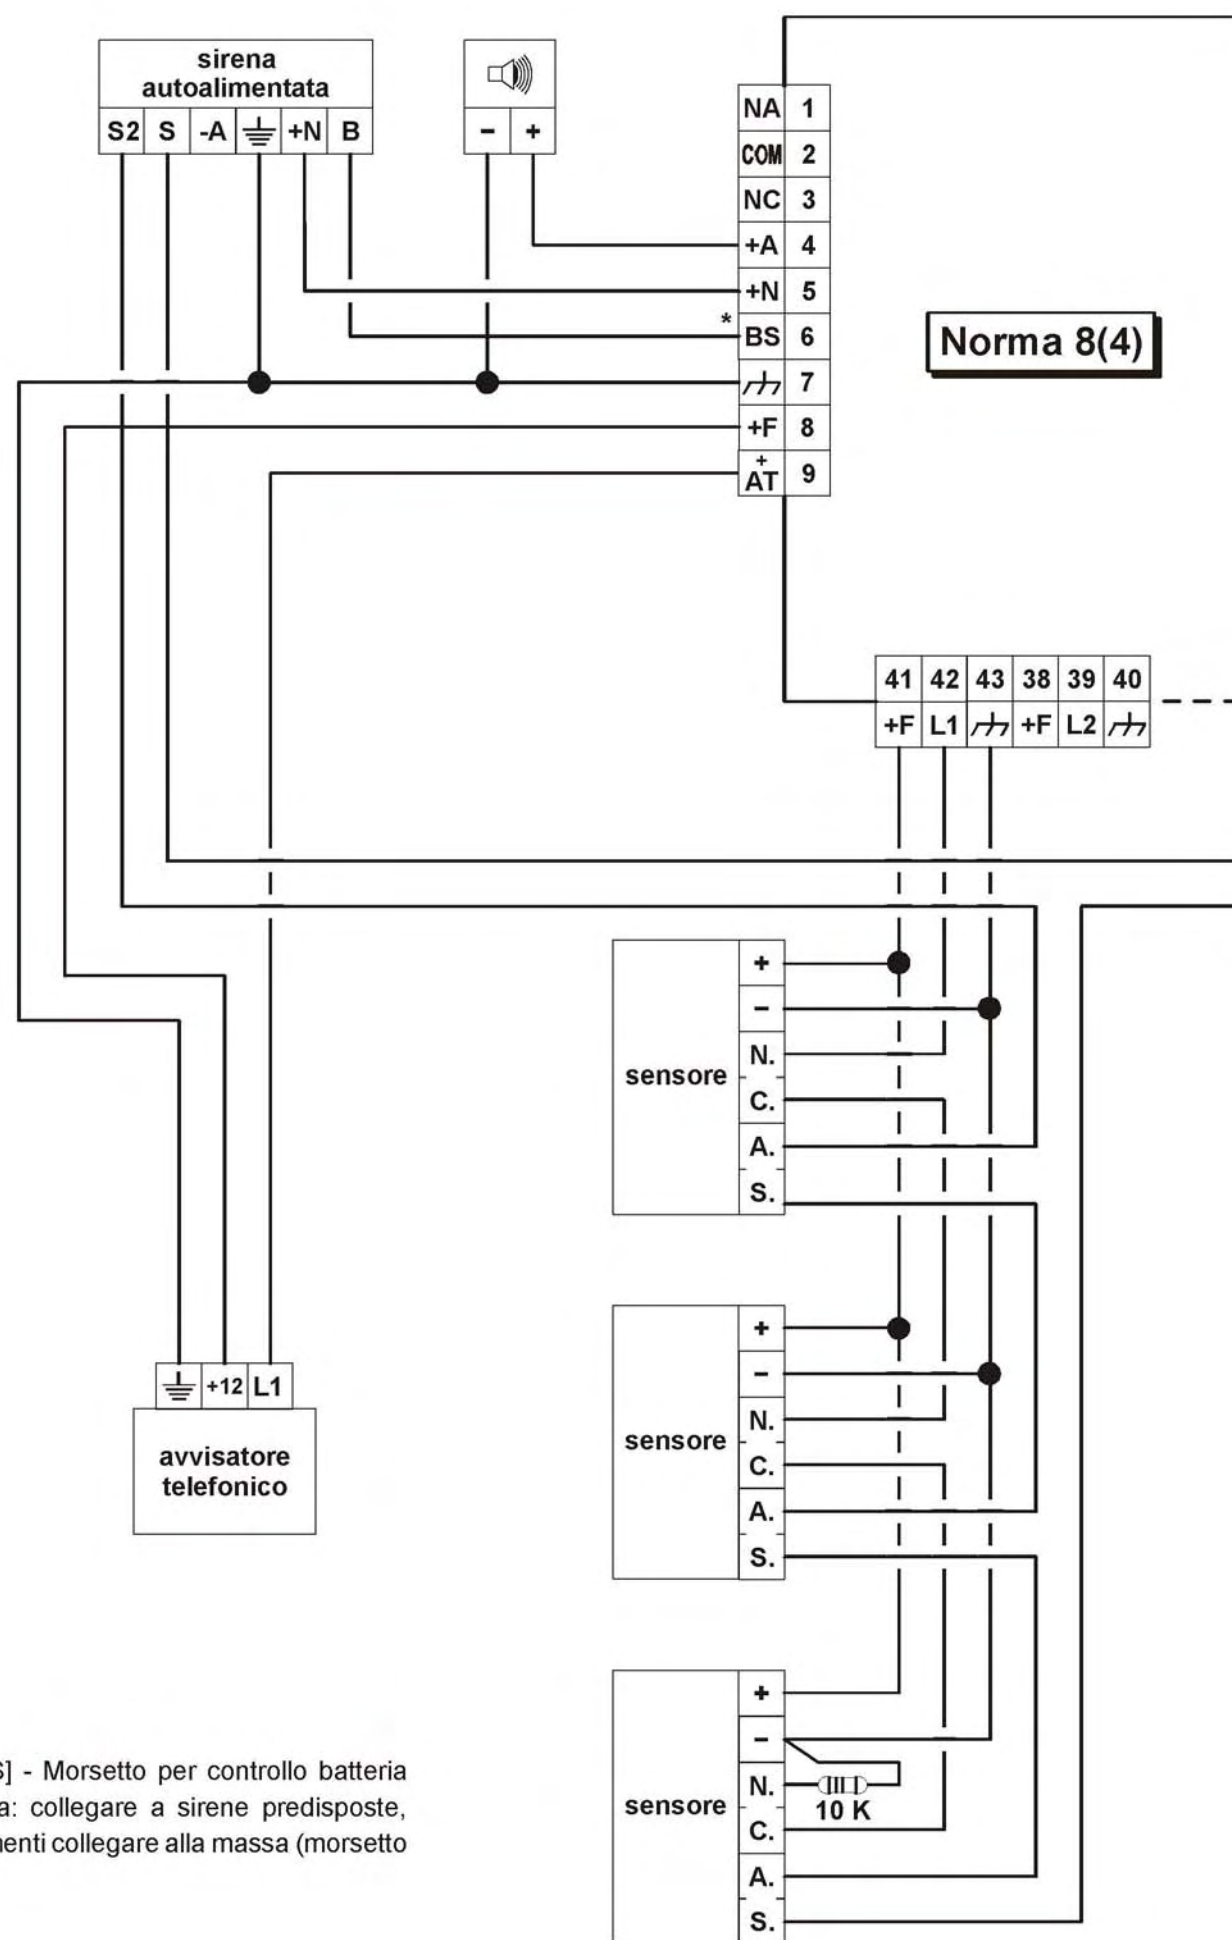 sirena
autoalimentata
S2 S -A +N B
- +
NA 1
COM 2
NC 3
+A 4
+N 5
* BS 6
7
+F 8
+ AT 9
Norma 8(4)
41 42 43 38 39 40
+F L1 +F L2
sensore
+
-
N.
C.
A.
S.
sensore
+
-
N.
C.
A.
S.
+12 L1
avvisatore
telefonico
sensore
+
-
N.
10 K
C.
A.
S.
S] - Morsetto per controllo batteria
a: collegare a sirene predisposte,
nenti collegare alla massa (morsetto